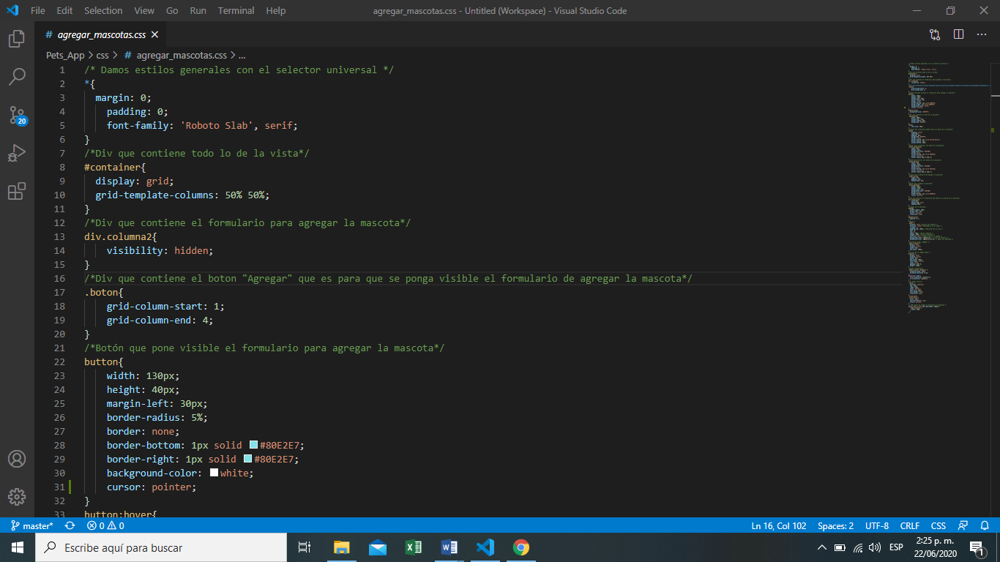 File Edit Selection View Go Run Terminal Help agregar_mascotas.css - Untitled (Workspace) - Visual Studio Code
# agregar_mascotas.css
Pets_App > css > # agregar_mascotas.css > ...
1 /* Damos estilos generales con el selector universal */
2 *{
3 margin: 0;
4 padding: 0;
5 font-family: 'Roboto Slab', serif;
6 }
7 /*Div que contiene todo lo de la vista*/
8 #container{
9 display: grid;
10 grid-template-columns: 50% 50%;
11 }
12 /*Div que contiene el formulario para agregar la mascota*/
13 div.columna2{
14 visibility: hidden;
15 }
16 /*Div que contiene el boton "Agregar" que es para que se ponga visible el formulario de agregar la mascota*/
17 .boton{
18 grid-column-start: 1;
19 grid-column-end: 4;
20 }
21 /*Botón que pone visible el formulario para agregar la mascota*/
22 button{
23 width: 130px;
24 height: 40px;
25 margin-left: 30px;
26 border-radius: 5%;
27 border: none;
28 border-bottom: 1px solid #80E2E7;
29 border-right: 1px solid #80E2E7;
30 background-color: white;
31 cursor: pointer;
32 }
33 button:hover{
20
master* 0 0 Ln 16, Col 102 Spaces: 2 UTF-8 CRLF CSS
Escribe aquí para buscar
ESP
2:25 p. m.
22/06/2020
1